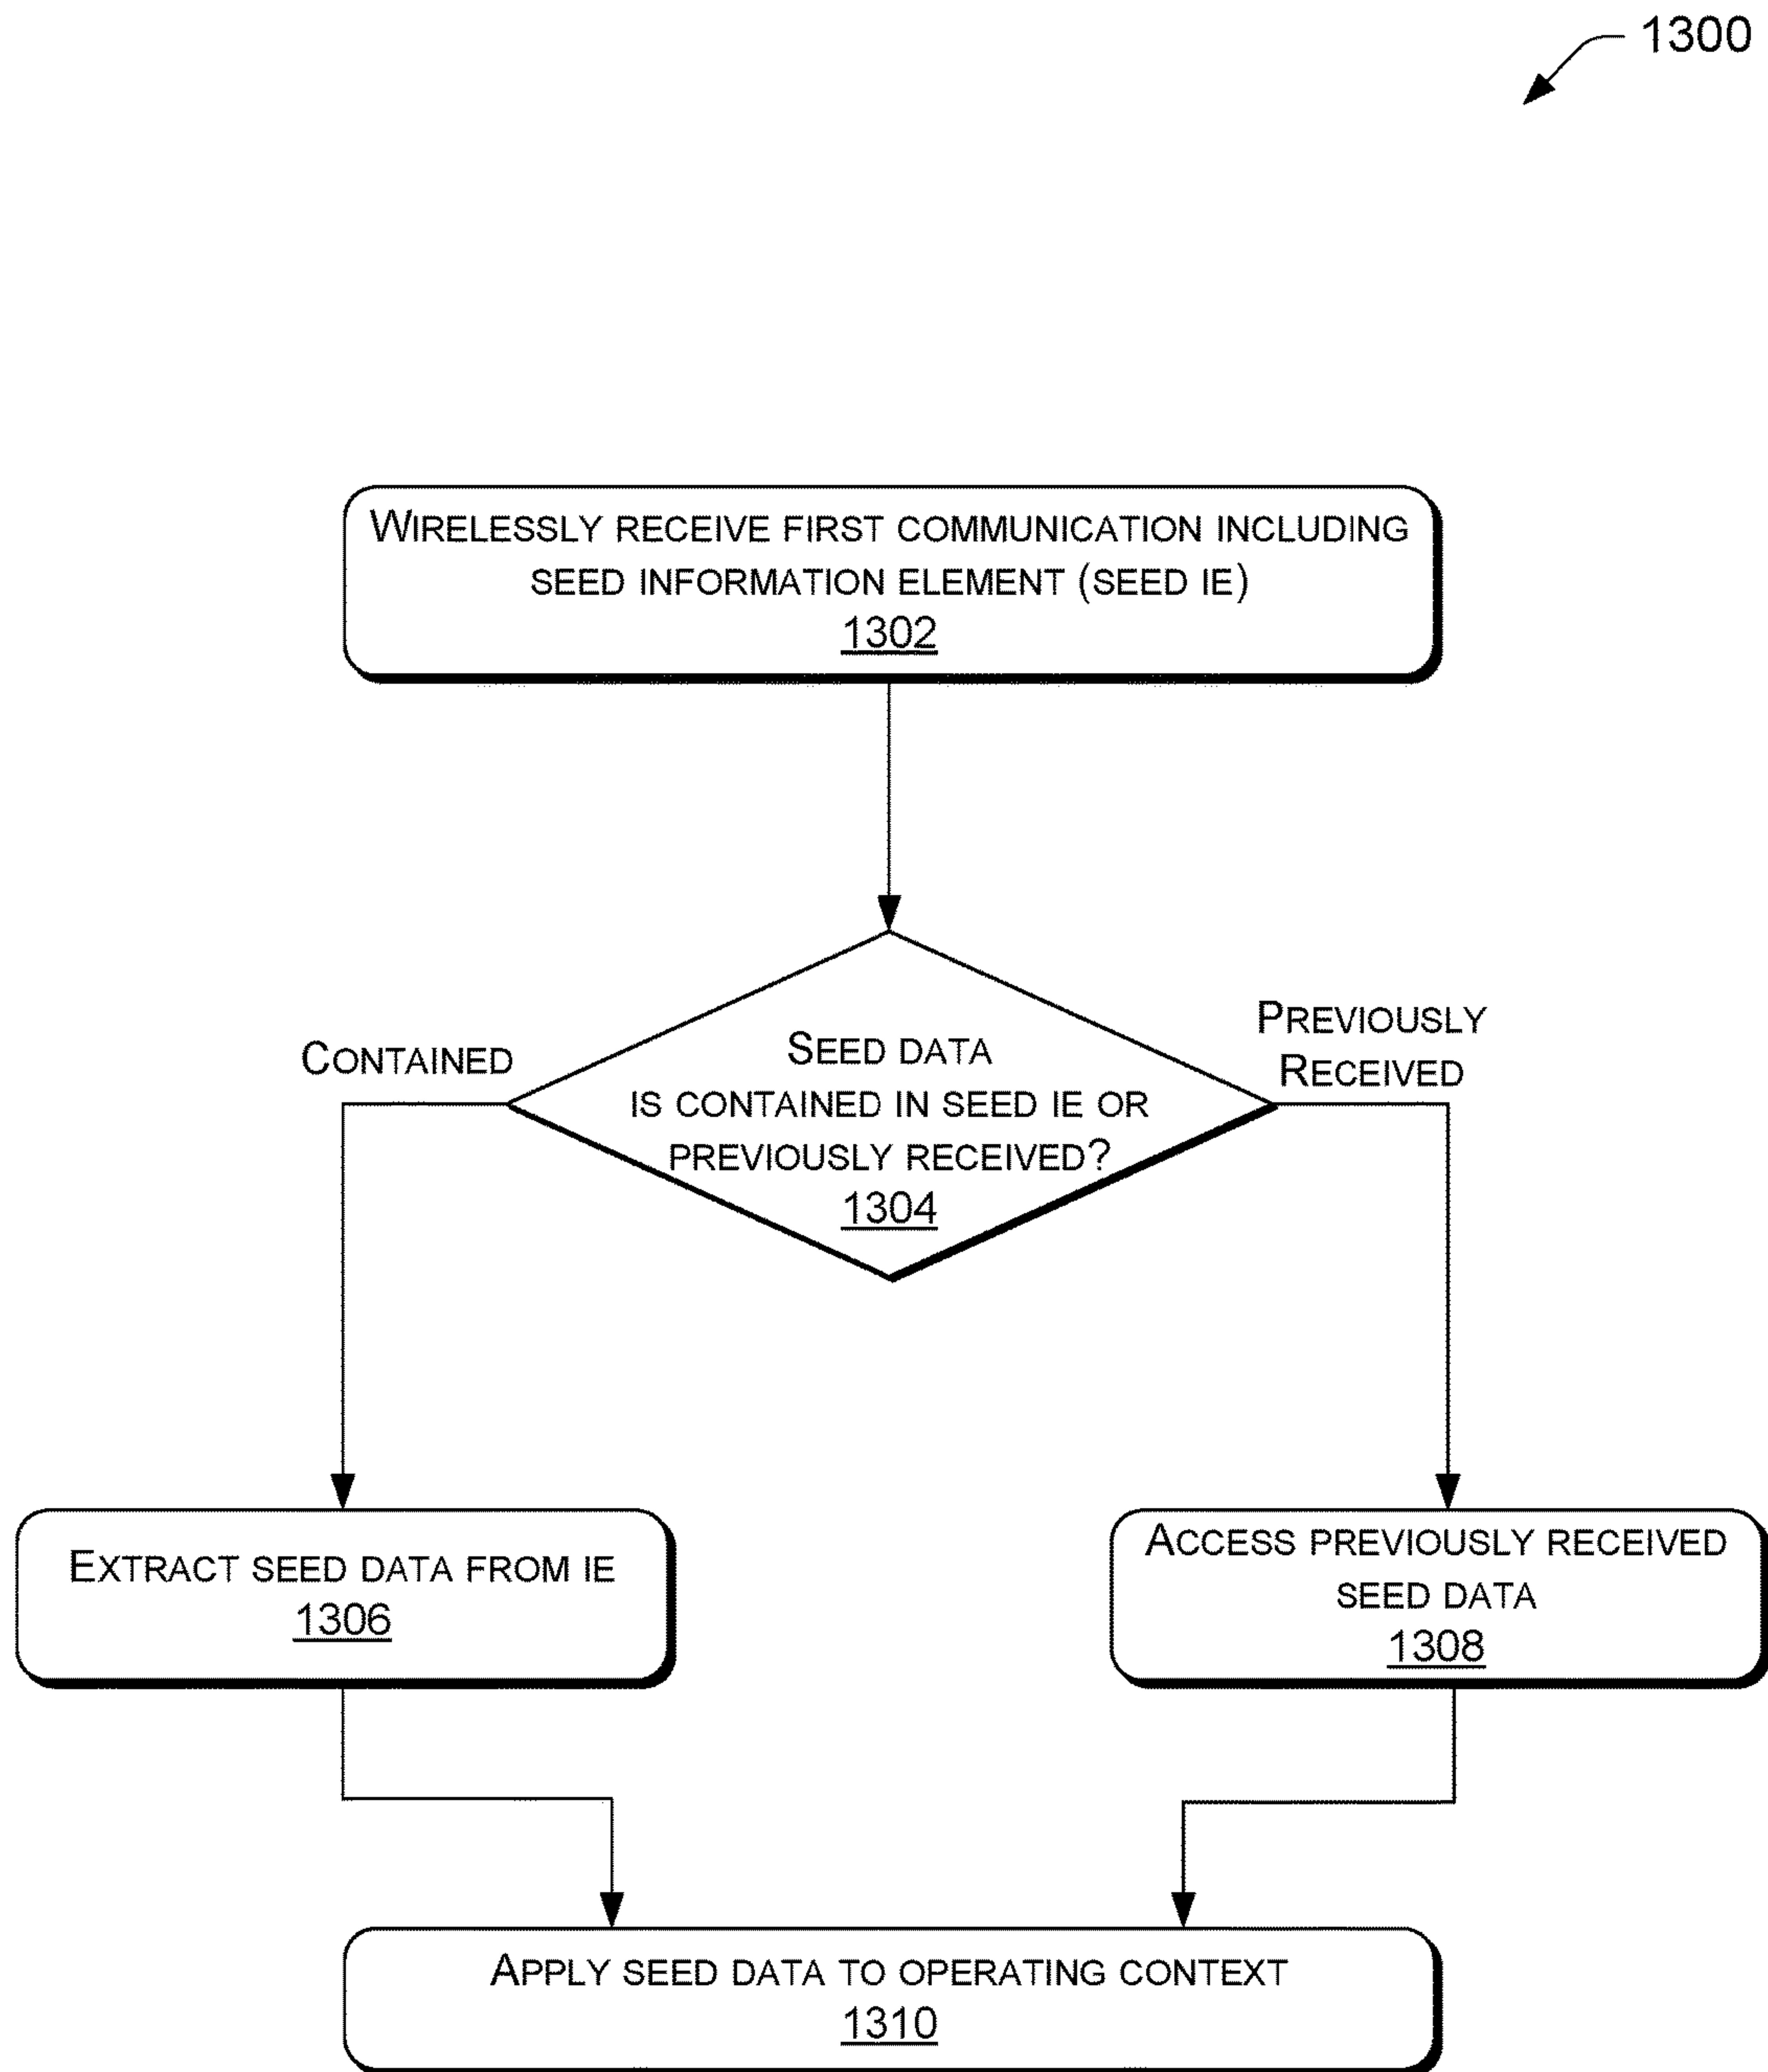 1300
WIRELESSLY RECEIVE FIRST COMMUNICATION INCLUDING
SEED INFORMATION ELEMENT (SEED IE)
1302
CONTAINED
PREVIOUSLY
RECEIVED
SEED DATA
IS CONTAINED IN SEED IE OR
PREVIOUSLY RECEIVED?
1304
EXTRACT SEED DATA FROM IE
1306
ACCESS PREVIOUSLY RECEIVED
SEED DATA
1308
APPLY SEED DATA TO OPERATING CONTEXT
1310